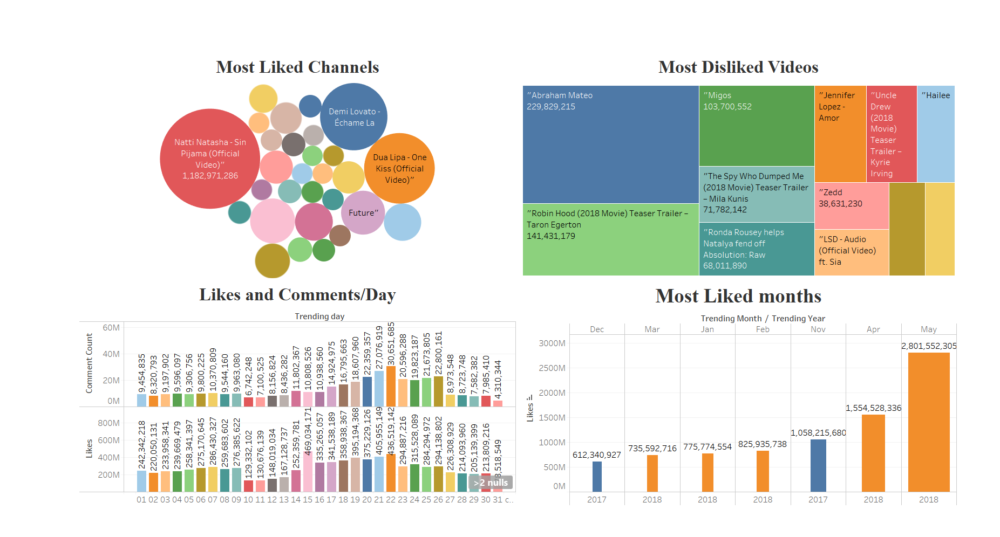 Most Liked Channels
Natti Natasha - Sin
Pijama (Official
Video)”
1,182,971,286
Demi Lovato -
Échame La
Dua Lipa - One
Kiss (Official
Video)”
Future”
Most Disliked Videos
”Abraham Mateo
229,829,215
”Robin Hood (2018 Movie) Teaser Trailer –
Taron Egerton
141,431,179
”Migos
103,700,552
”The Spy Who Dumped Me
(2018 Movie) Teaser Trailer
– Mila Kunis
71,782,142
”Ronda Rousey helps
Natalya fend off
Absolution: Raw
68,011,890
”Jennifer
Lopez -
Amor
”Uncle
Drew
(2018
Movie)
Teaser
Trailer –
Kyrie
Irving
”Hailee
”Zedd
38,631,230
”LSD - Audio
(Official Video)
ft. Sia
Likes and Comments/Day
Trending day
Comment Count
60M
40M
20M
0M
9,454,835
8,320,793
9,197,902
9,596,097
9,306,756
9,800,225
10,370,809
9,544,160
9,963,080
6,742,248
7,100,525
8,156,824
8,436,282
11,802,367
10,808,526
10,938,560
14,924,975
16,795,663
18,607,960
22,359,357
27,076,919
30,651,685
20,596,288
19,823,187
21,673,805
22,800,161
8,973,548
8,723,748
7,582,382
7,985,410
4,310,344
Likes
800M
600M
400M
200M
242,342,218
220,050,131
233,958,341
239,669,479
258,341,397
275,170,645
286,430,327
259,683,602
276,385,622
129,332,102
130,676,139
148,019,034
167,128,737
252,359,781
469,034,171
335,265,057
341,538,189
358,938,367
395,194,368
375,229,126
405,955,149
436,519,142
294,887,216
315,528,089
284,294,972
294,138,802
226,308,929
214,093,960
205,139,399
213,809,216
8,518,549
>2 nulls
01 02 03 04 05 06 07 08 09 10 11 12 13 14 15 16 17 18 19 20 21 22 23 24 25 26 27 28 29 30 31 c..
Most Liked months
Trending Month / Trending Year
Dec Mar Jan Feb Nov Apr May
Likes
3000M
2500M
2000M
1500M
1000M
500M
0M
612,340,927
735,592,716
775,774,554
825,935,738
1,058,215,680
1,554,528,336
2,801,552,305
2017 2018 2018 2018 2017 2018 2018